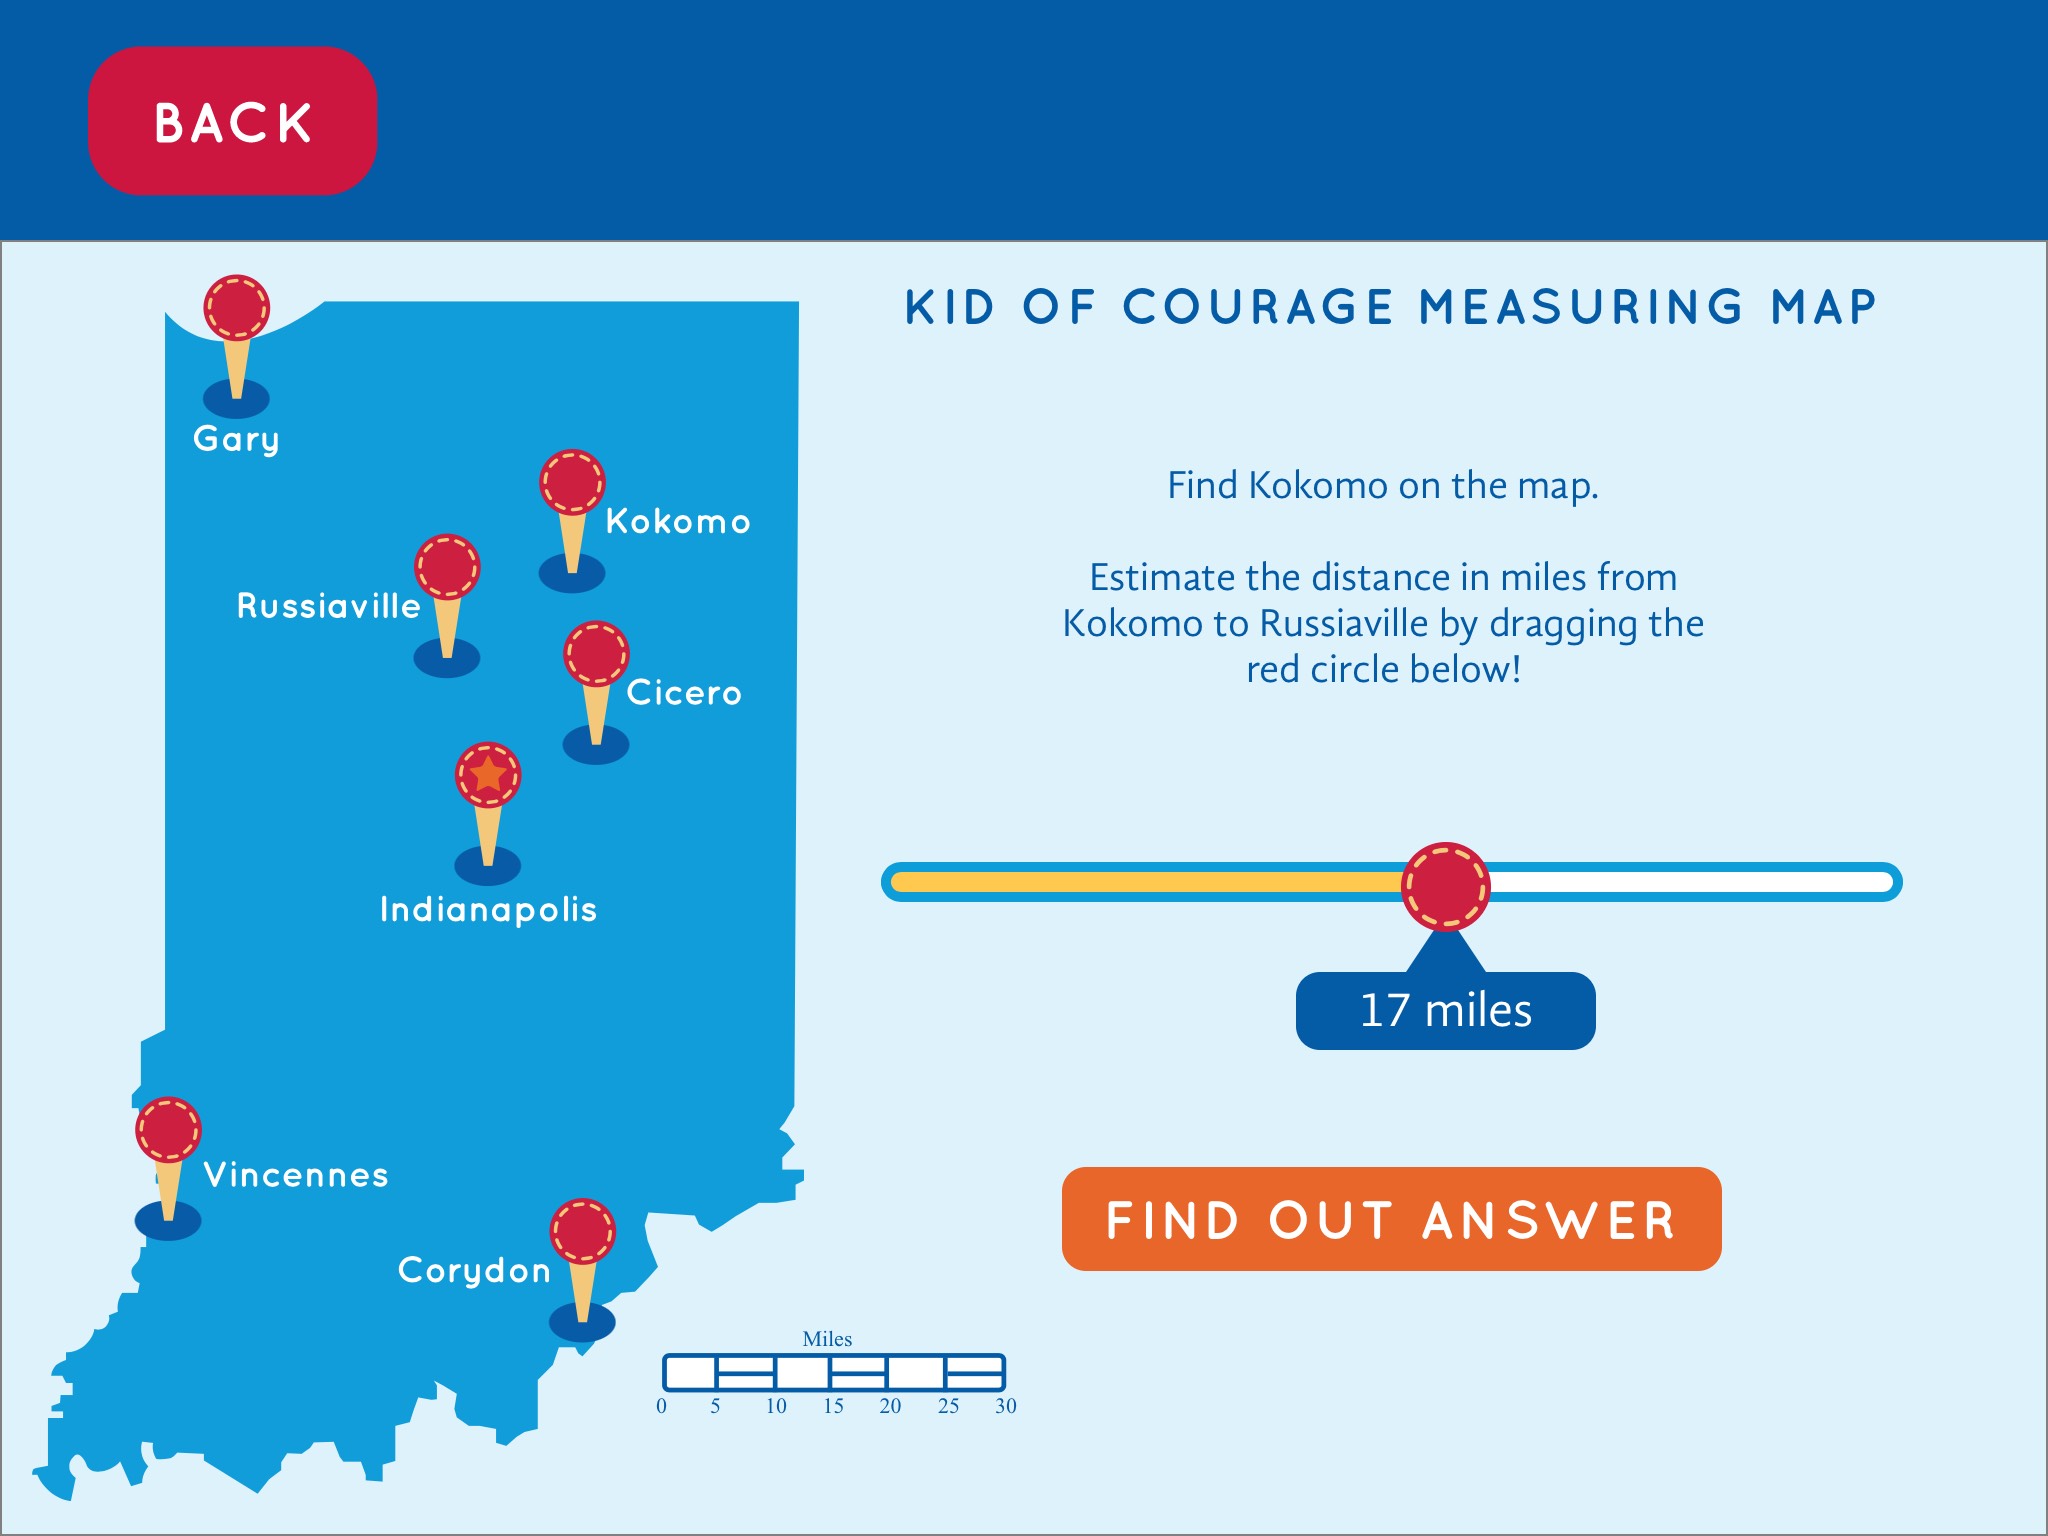 BACK
KID OF COURAGE MEASURING MAP
Gary
Kokomo
Russiaville
Cicero
Indianapolis
Vincennes
Corydon
Find Kokomo on the map.
Estimate the distance in miles from
Kokomo to Russiaville by dragging the
red circle below!
17 miles
FIND OUT ANSWER
Miles
0 5 10 15 20 25 30